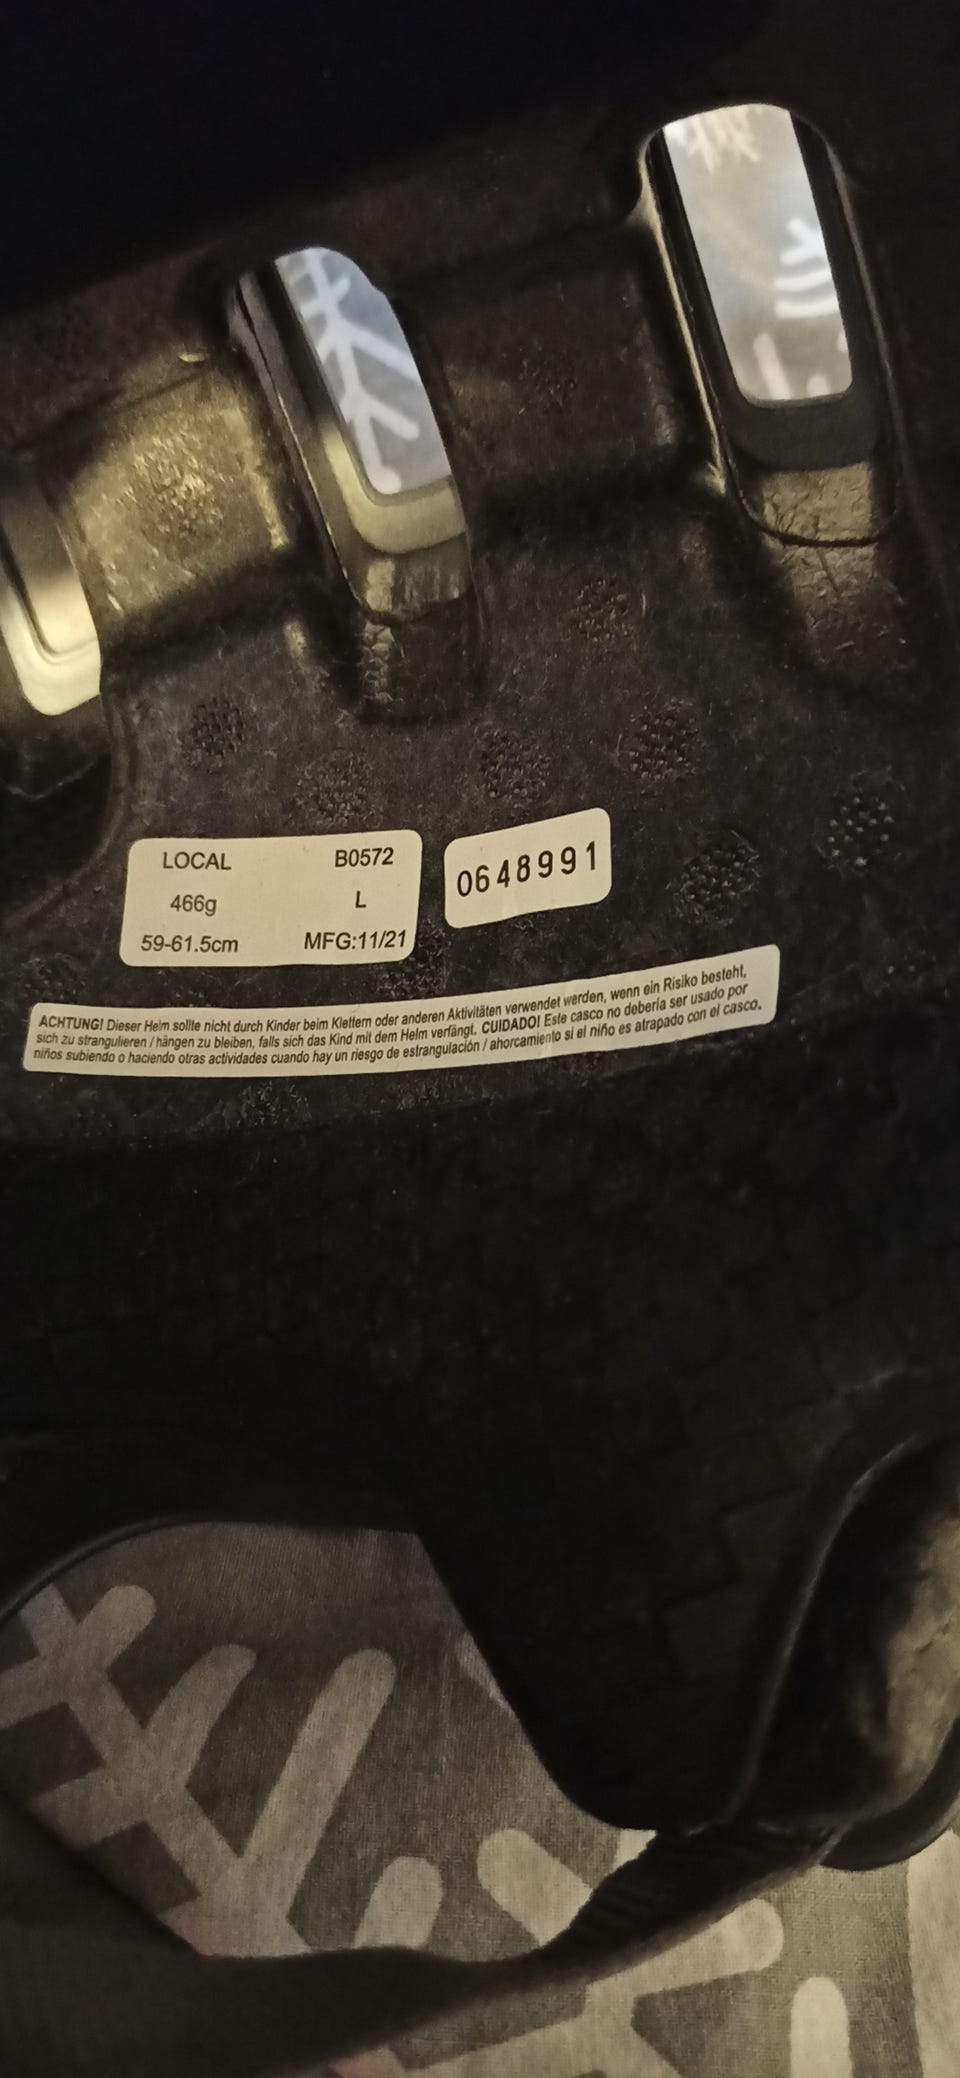 LOCAL B0572
466g L
59-61.5cm MFG:11/21
0648991
ACHTUNG! Dieser Helm sollte nicht durch Kinder beim Klettern oder anderen Aktivitäten verwendet werden, wenn ein Risiko besteht,
sich zu strangulieren / hängen zu bleiben, falls sich das Kind mit dem Helm verfängt. CUIDADO! Este casco no debería ser usado por
niños subiendo o haciendo otras actividades cuando hay un riesgo de estrangulación / ahorcamiento si el niño es atrapado con el casco.